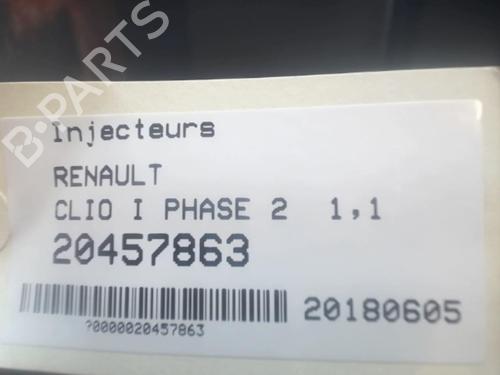 B-PARTS
Injecteurs
RENAULT
CLIO I PHASE 2 1,1
20457863
20180605
?0000020457863